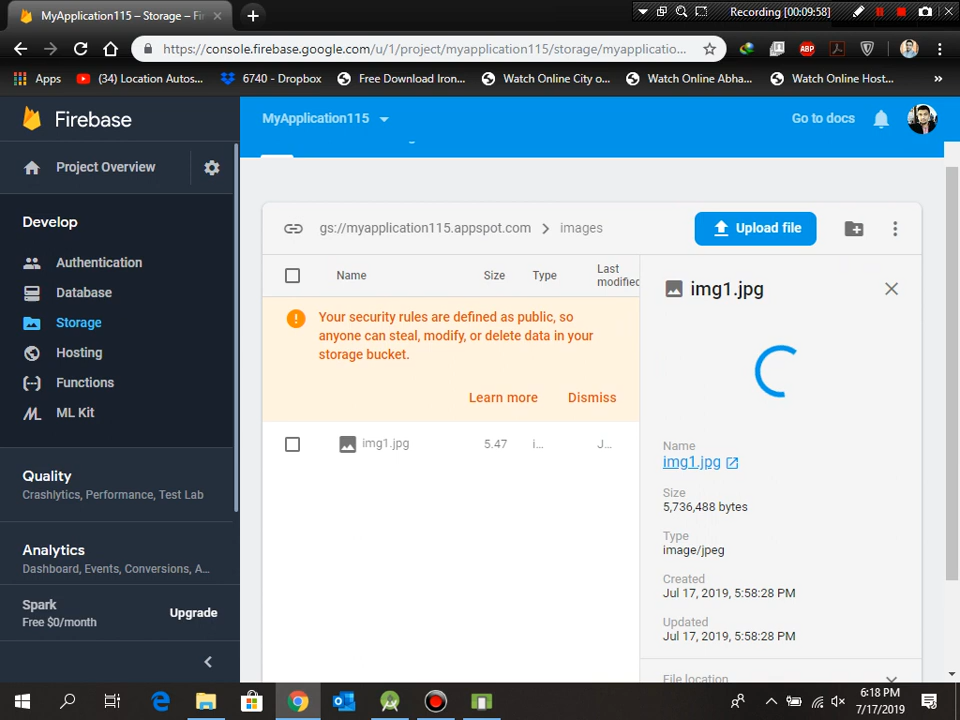 MyApplication115 – Storage – Fi
Recording [00:09:58]
https://console.firebase.google.com/u/1/project/myapplication115/storage/myapplicatio...
ABP
Apps
(34) Location Autos...
6740 - Dropbox
Free Download Iron...
Watch Online City o...
Watch Online Abha...
Watch Online Host...
»
Firebase
MyApplication115
Go to docs
Project Overview
Develop
Authentication
Database
Storage
Hosting
Functions
ML Kit
Quality
Crashlytics, Performance, Test Lab
Analytics
Dashboard, Events, Conversions, A...
Spark
Free $0/month
Upgrade
gs://myapplication115.appspot.com
images
Upload file
Name
Size
Type
Last
modified
Your security rules are defined as public, so
anyone can steal, modify, or delete data in your
storage bucket.
Learn more
Dismiss
img1.jpg
5.47
i...
J...
img1.jpg
Name
img1.jpg
Size
5,736,488 bytes
Type
image/jpeg
Created
Jul 17, 2019, 5:58:28 PM
Updated
Jul 17, 2019, 5:58:28 PM
File location
6:18 PM
7/17/2019